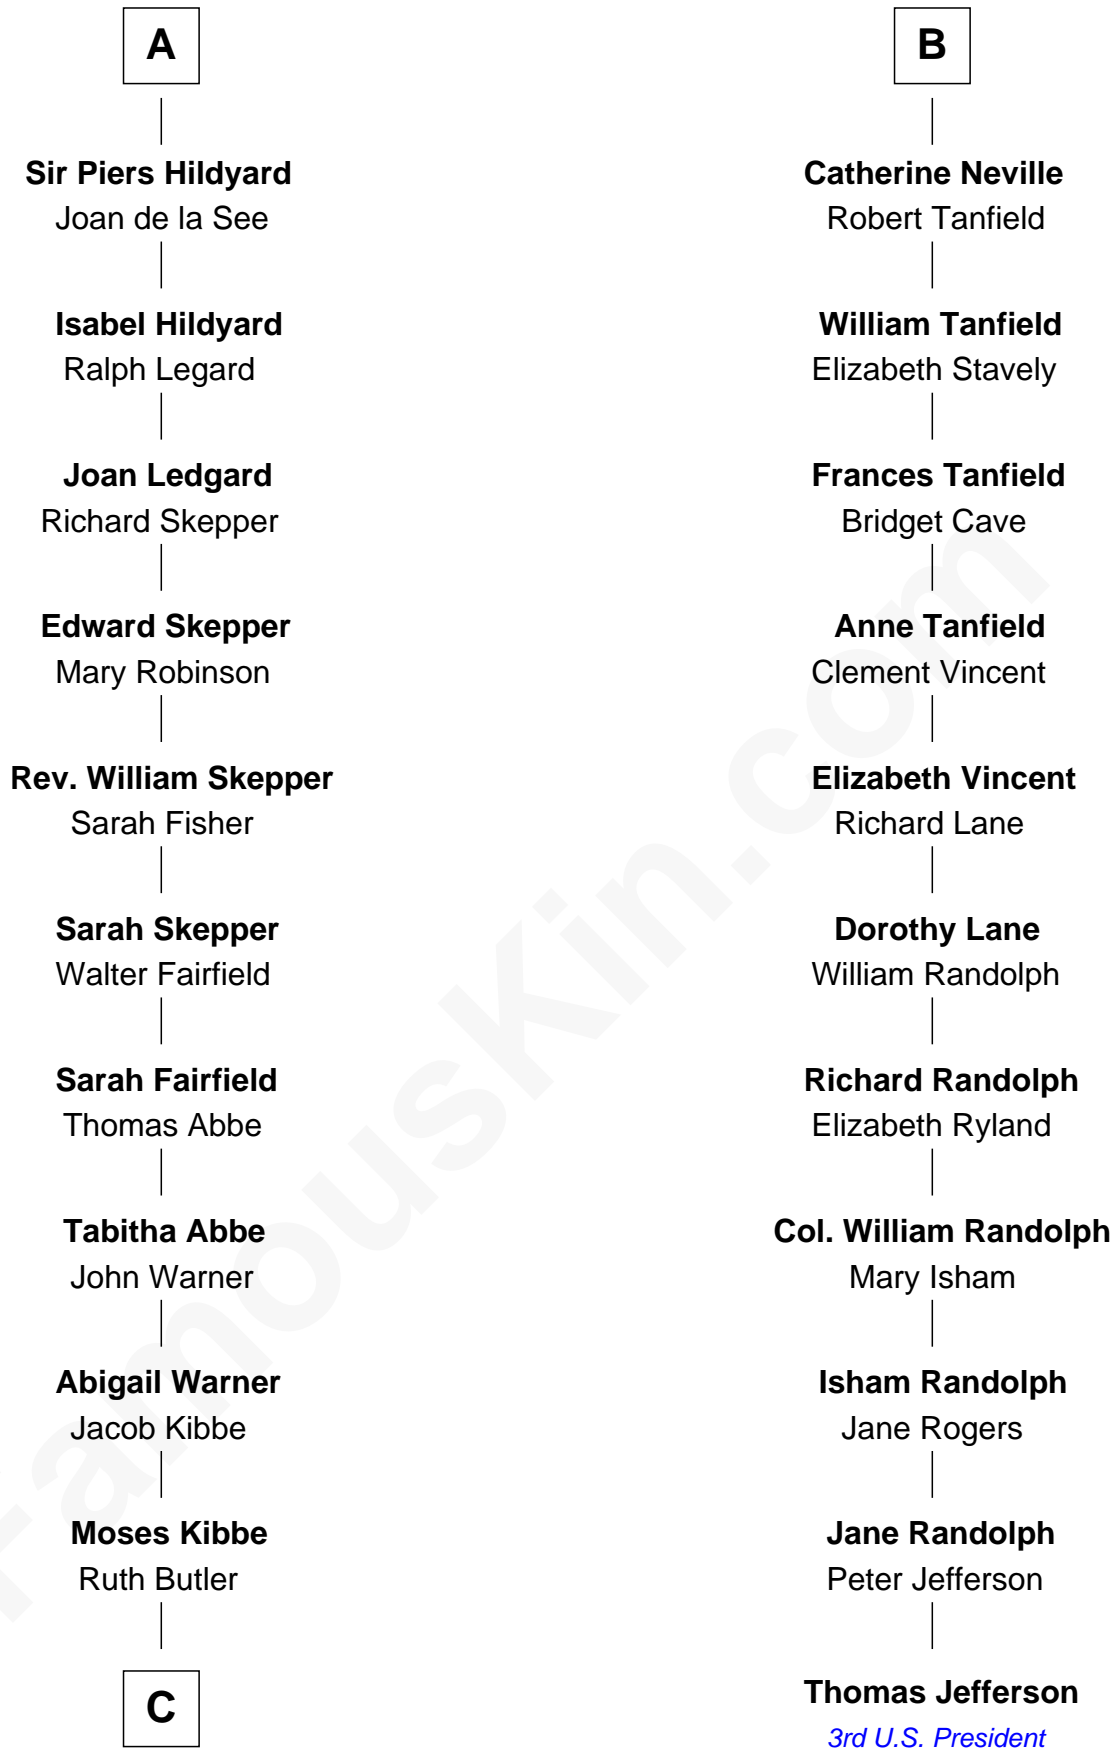 A
Sir Piers Hildyard
Joan de la See
Isabel Hildyard
Ralph Legard
Joan Ledgard
Richard Skepper
Edward Skepper
Mary Robinson
Rev. William Skepper
Sarah Fisher
Sarah Skepper
Walter Fairfield
Sarah Fairfield
Thomas Abbe
Tabitha Abbe
John Warner
Abigail Warner
Jacob Kibbe
Moses Kibbe
Ruth Butler
C
B
Catherine Neville
Robert Tanfield
William Tanfield
Elizabeth Stavely
Frances Tanfield
Bridget Cave
Anne Tanfield
Clement Vincent
Elizabeth Vincent
Richard Lane
Dorothy Lane
William Randolph
Richard Randolph
Elizabeth Ryland
Col. William Randolph
Mary Isham
Isham Randolph
Jane Rogers
Jane Randolph
Peter Jefferson
Thomas Jefferson
3rd U.S. President
FamousKin.com